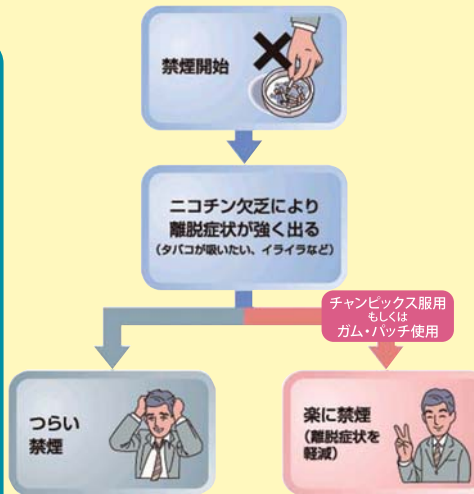 禁煙開始
ニコチン欠乏により
離脱症状が強く出る
(タバコが吸いたい、イライラなど)
チャンピックス服用
もしくは
ガム・パッチ使用
つらい
禁煙
楽に禁煙
(離脱症状を
軽減)